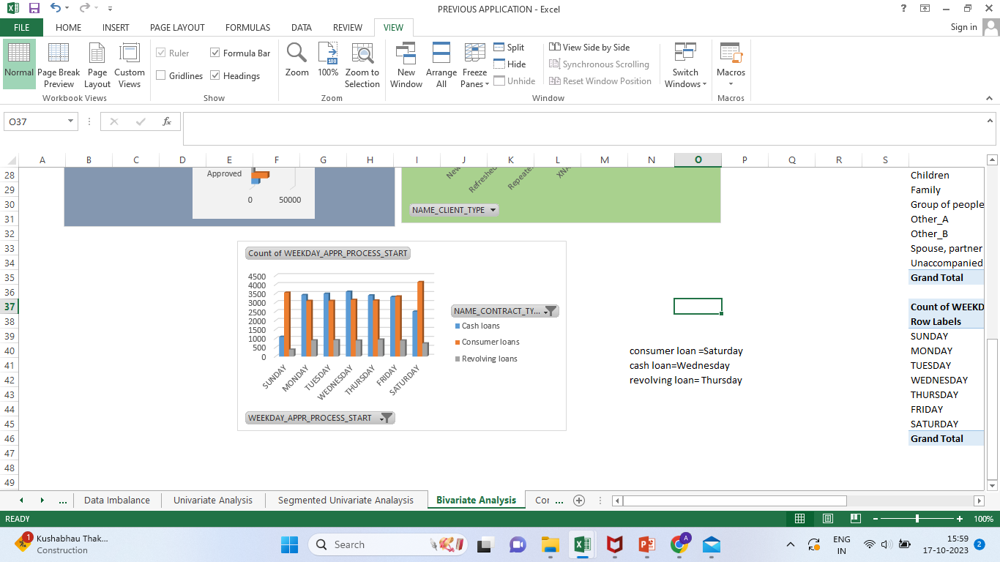 PREVIOUS APPLICATION - Excel
FILE HOME INSERT PAGE LAYOUT FORMULAS DATA REVIEW VIEW Sign in
Normal
Page Break Preview
Page Layout
Custom Views
Workbook Views
Ruler
Formula Bar
Gridlines
Headings
Show
Zoom
100
100%
Zoom to Selection
Zoom
New Window
Arrange All
Freeze Panes
Split
Hide
Unhide
View Side by Side
Synchronous Scrolling
Reset Window Position
Window
Switch Windows
Macros
Macros
O37
fx
A B C D E F G H I J K L M N O P Q R S
28
29
30
31
32
33
34
35
36
37
38
39
40
41
42
43
44
45
46
47
48
49
Approved
0 50000
New
Refreshed
Repeate
XNA
NAME_CLIENT_TYPE
Count of WEEKDAY_APPR_PROCESS_START
4500
4000
3500
3000
2500
2000
1500
1000
500
0
SUNDAY
MONDAY
TUESDAY
WEDNESDAY
THURSDAY
FRIDAY
SATURDAY
NAME_CONTRACT_TY...
Cash loans
Consumer loans
Revolving loans
WEEKDAY_APPR_PROCESS_START
consumer loan =Saturday
cash loan=Wednesday
revolving loan= Thursday
Children
Family
Group of people
Other_A
Other_B
Spouse, partner
Unaccompanied
Grand Total
Count of WEEKD
Row Labels
SUNDAY
MONDAY
TUESDAY
WEDNESDAY
THURSDAY
FRIDAY
SATURDAY
Grand Total
... Data Imbalance Univariate Analysis Segmented Univariate Analaysis Bivariate Analysis Cor ...
READY 100%
1
Kushabhau Thak...
Construction
Search
A
ENG
IN
15:59
17-10-2023
2